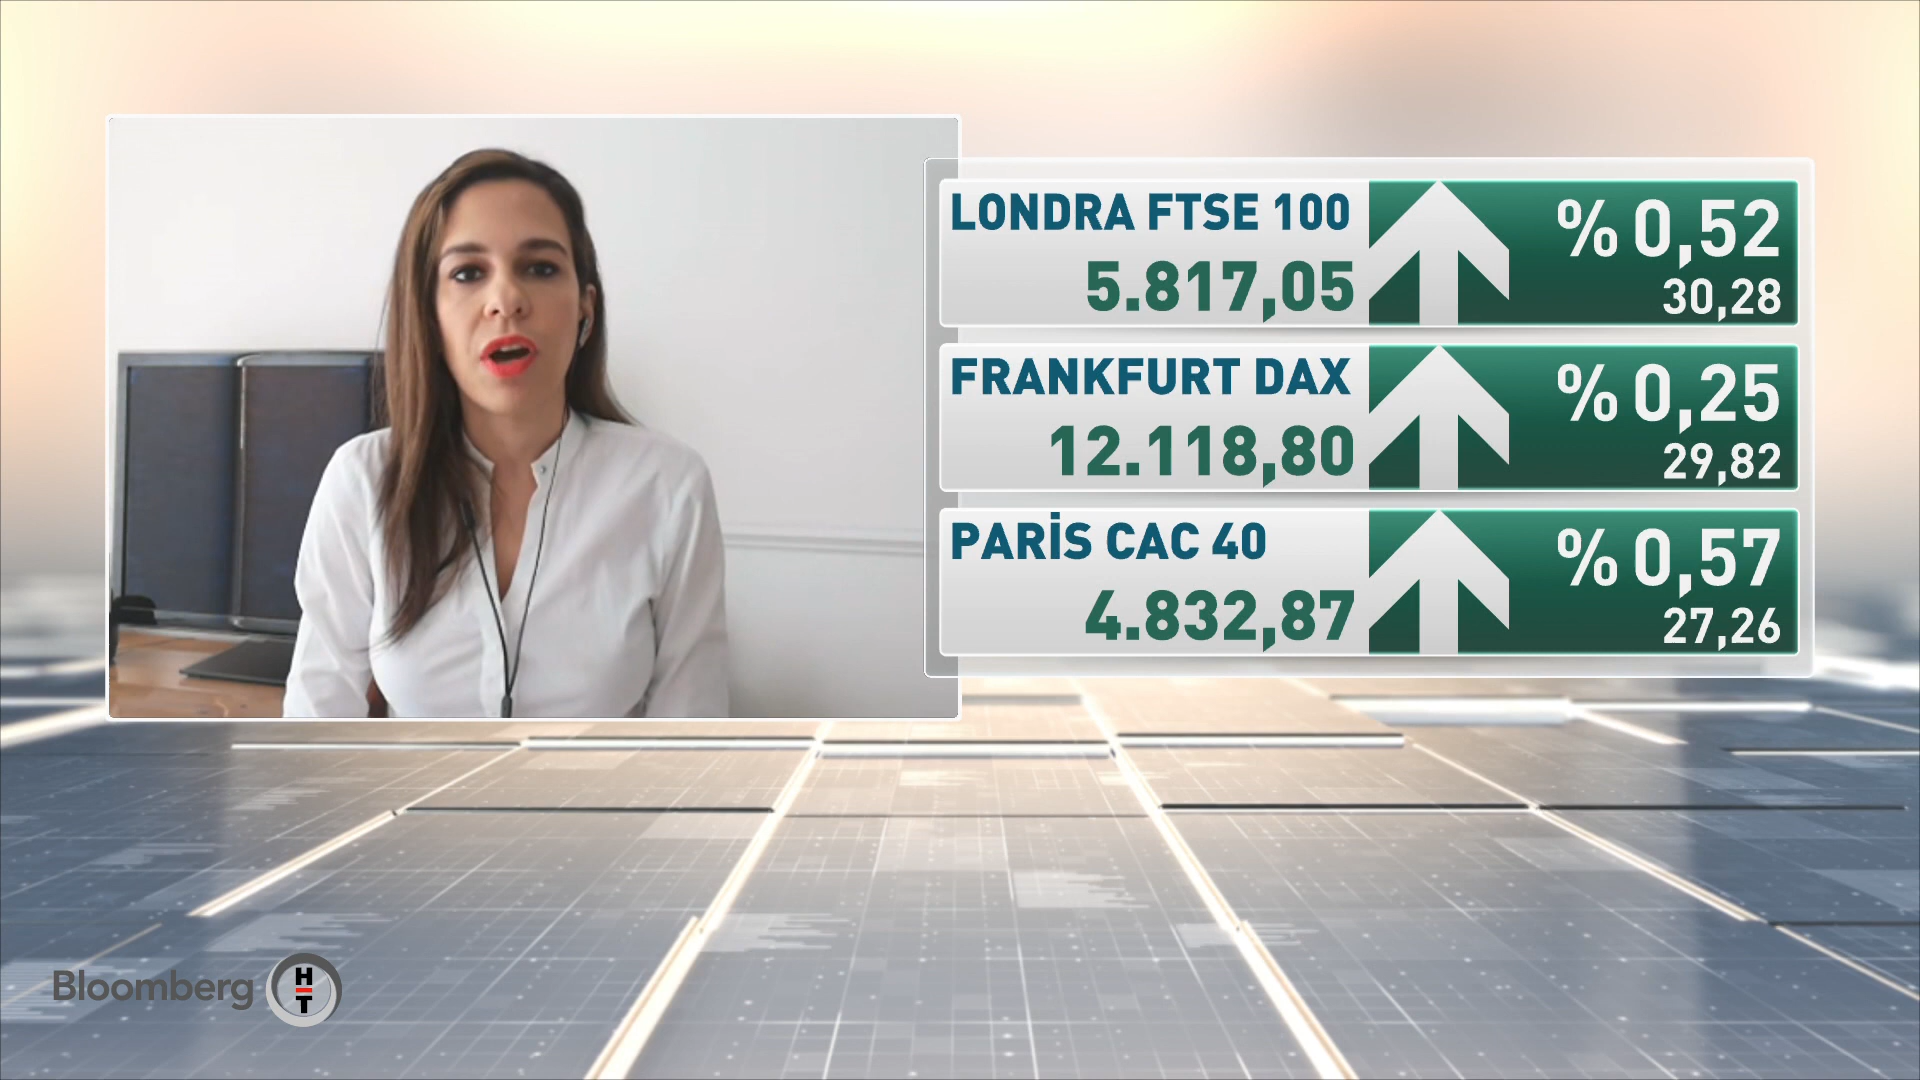 LONDRA FTSE 100
5.817,05
% 0,52
30,28
FRANKFURT DAX
12.118,80
% 0,25
29,82
PARİS CAC 40
4.832,87
% 0,57
27,26
Bloomberg HT